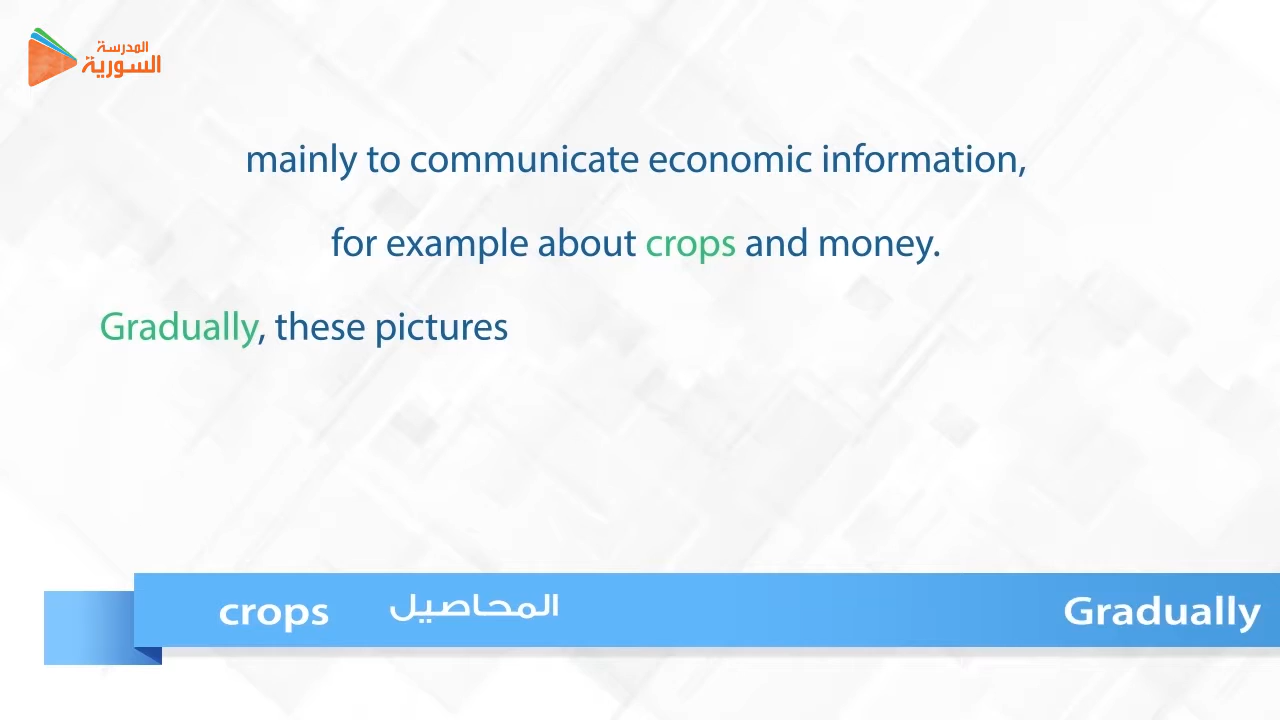 المدرسة
السورية
mainly to communicate economic information,
for example about crops and money.
Gradually, these pictures
crops المحاصيل Gradually